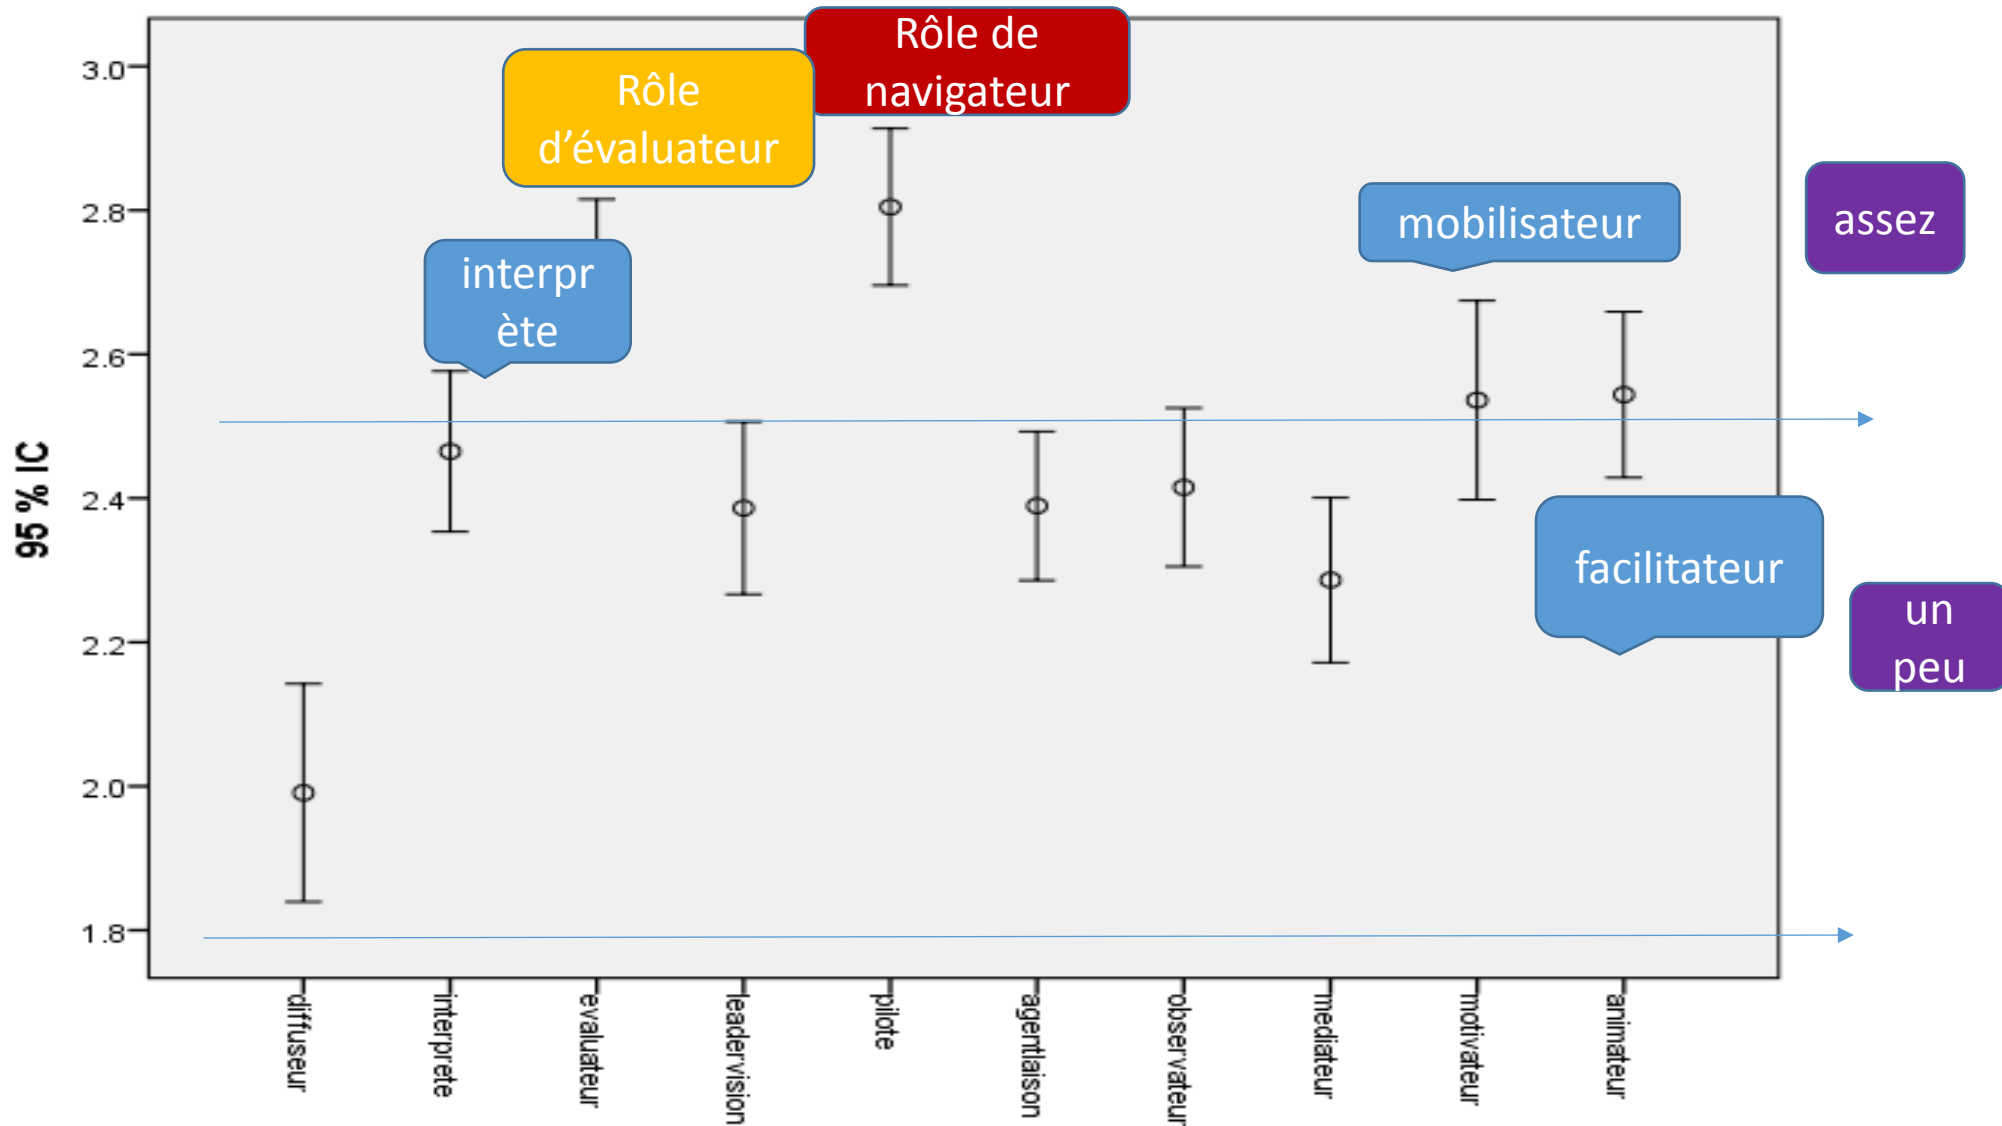 Rôle de
navigateur
Rôle
d'évaluateur
interpr
ète
mobilisateur
assez
facilitateur
un
peu
95 % IC
3.0
2.8
2.6
2.4
2.2
2.0
1.8
diffuseur
interprete
evaluateur
leadervision
pilote
agentlaison
observateur
mediateur
motivateur
animateur